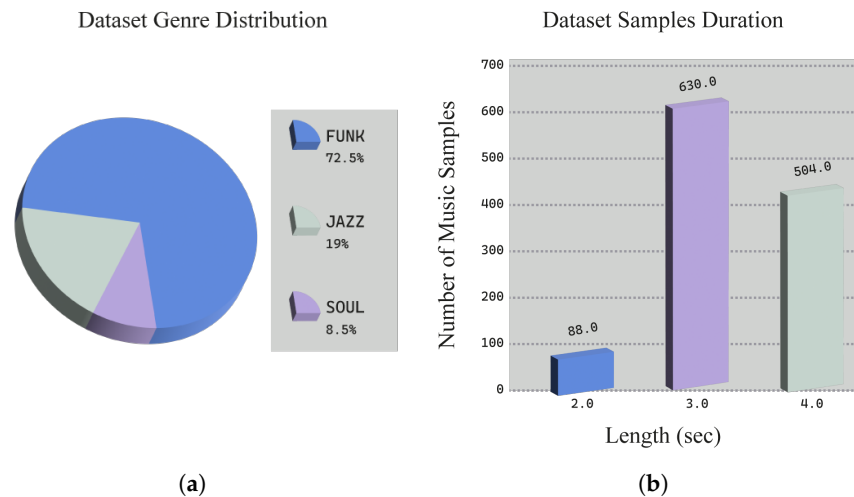 Dataset Genre Distribution
FUNK
72.5%
JAZZ
19%
SOUL
8.5%
(a)
Dataset Samples Duration
Number of Music Samples
700
600
500
400
300
200
100
0
88.0
630.0
504.0
2.0
3.0
4.0
Length (sec)
(b)